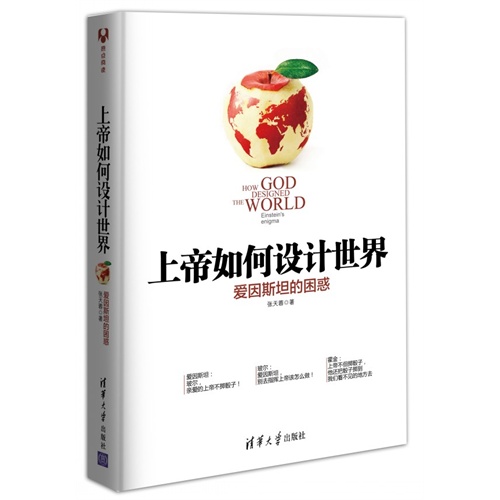 HOW GOD
DESIGNED
THE WORLD
Einstein's
enigma
上帝如何设计世界
爱因斯坦的困惑
张天蓉◎著
爱因斯坦：
玻尔，
亲爱的上帝不掷骰子！
玻尔：
爱因斯坦，
别去指挥上帝该怎么做！
霍金：
上帝不但掷骰子，
他还把骰子掷到
我们看不见的地方去
清华大学出版社
上帝如何设计世界
爱因斯坦的困惑
张天蓉◎著
清华大学出版社